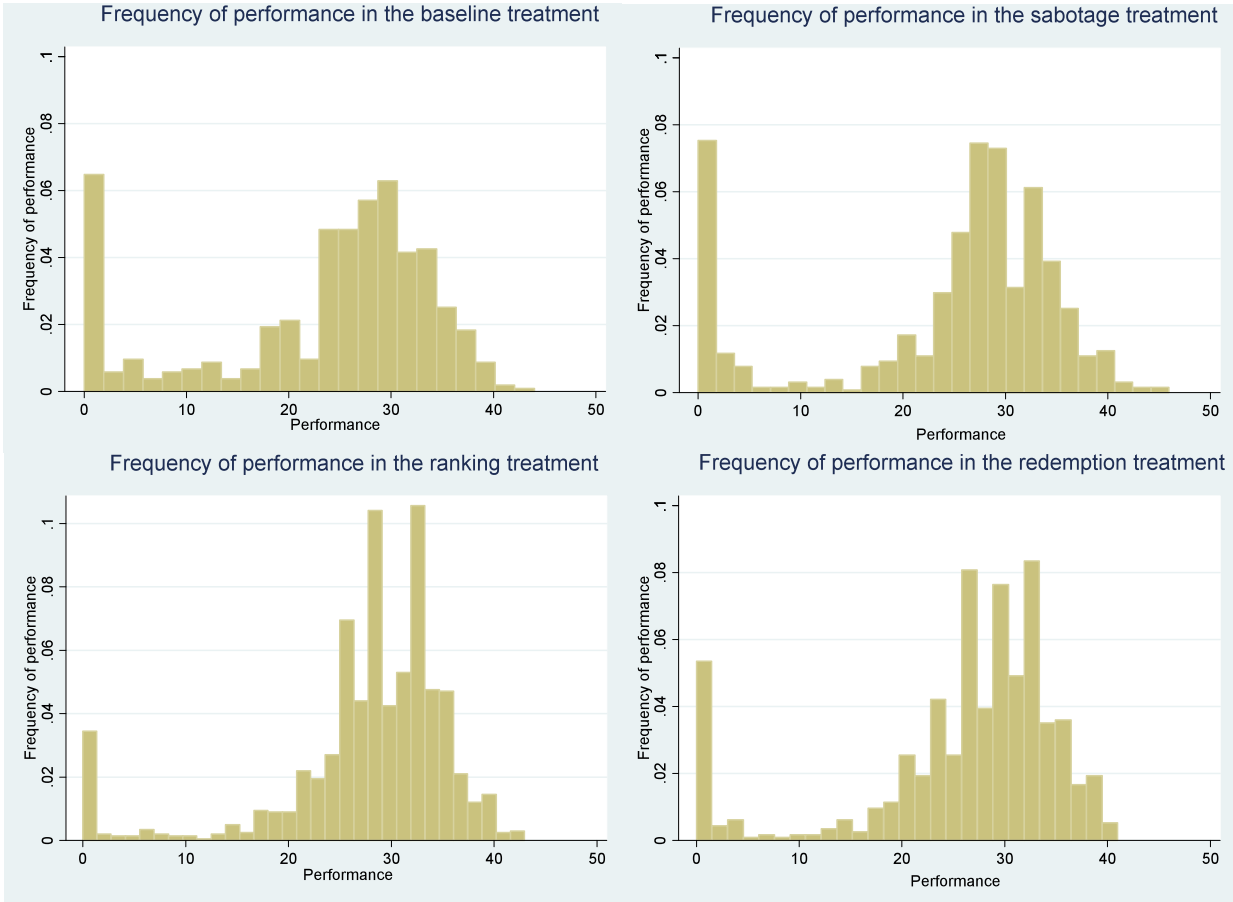 Frequency of performance in the baseline treatment
Frequency of performance
.1
.08
.06
.04
.02
0
0 10 20 30 40 50
Performance
Frequency of performance in the sabotage treatment
Frequency of performance
.1
.08
.06
.04
.02
0
0 10 20 30 40 50
Performance
Frequency of performance in the ranking treatment
Frequency of performance
.1
.08
.06
.04
.02
0
0 10 20 30 40 50
Performance
Frequency of performance in the redemption treatment
Frequency of performance
.1
.08
.06
.04
.02
0
0 10 20 30 40 50
Performance